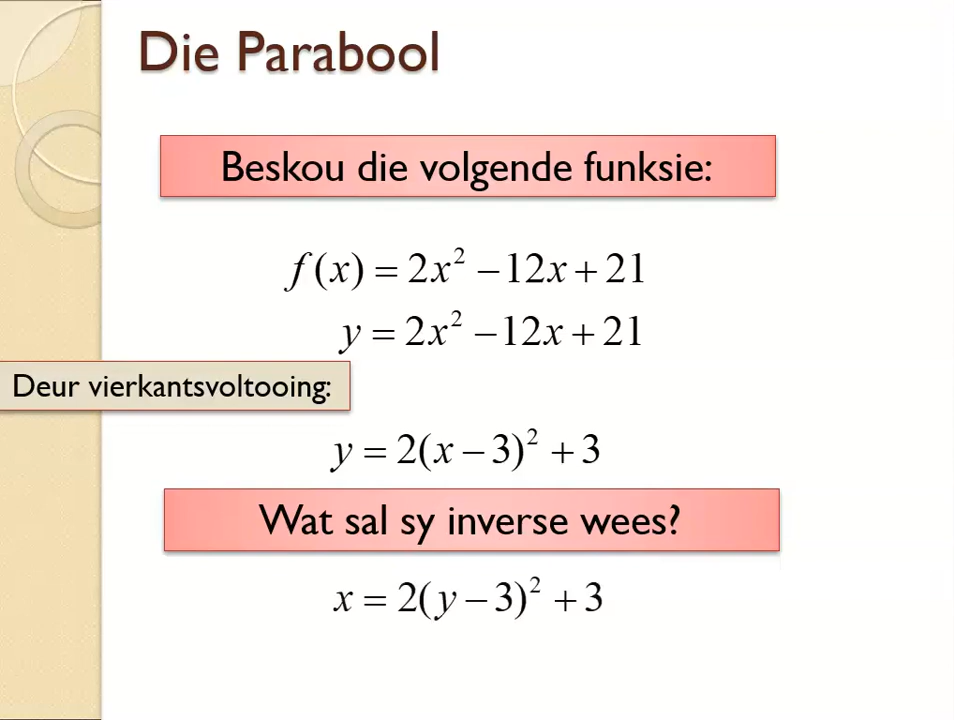 Die Parabool
Beskou die volgende funksie:
f(x) = 2x² − 12x + 21
y = 2x² − 12x + 21
Deur vierkantsvoltooing:
y = 2(x − 3)² + 3
Wat sal sy inverse wees?
x = 2(y − 3)² + 3